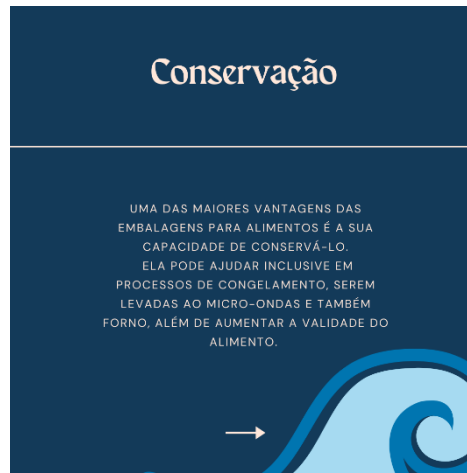 Conservação
UMA DAS MAIORES VANTAGENS DAS
EMBALAGENS PARA ALIMENTOS É A SUA
CAPACIDADE DE CONSERVÁ-LO.
ELA PODE AJUDAR INCLUSIVE EM
PROCESSOS DE CONGELAMENTO, SEREM
LEVADAS AO MICRO-ONDAS E TAMBÉM
FORNO, ALÉM DE AUMENTAR A VALIDADE DO
ALIMENTO.